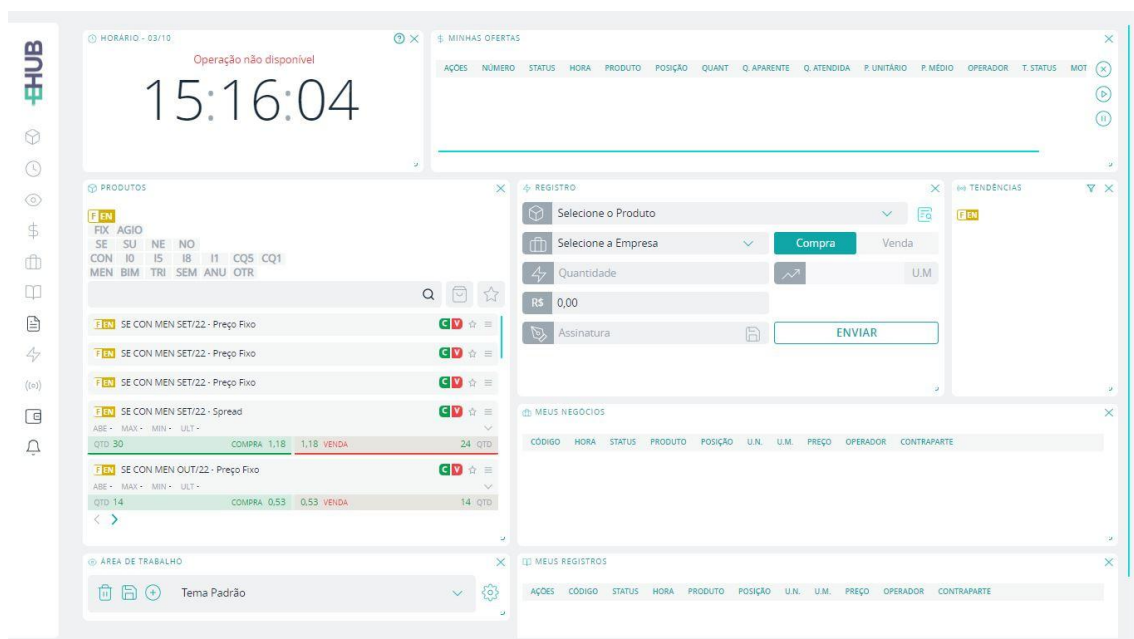 EHUB
HORÁRIO - 03/10
Operação não disponível
15:16:04
MINHAS OFERTAS
AÇÕES NÚMERO STATUS HORA PRODUTO POSIÇÃO QUANT Q. APARENTE Q. ATENDIDA P. UNITÁRIO P. MÉDIO OPERADOR T. STATUS MOT
PRODUTOS
F EN
FIX AGIO
SE SU NE NO
CON I0 I5 I8 I1 CQ5 CQ1
MEN BIM TRI SEM ANU OTR
F EN SE CON MEN SET/22 - Preço Fixo C V
F EN SE CON MEN SET/22 - Preço Fixo C V
F EN SE CON MEN SET/22 - Preço Fixo C V
F EN SE CON MEN SET/22 - Spread C V
ABE - MAX - MIN - ULT -
QTD 30 COMPRA 1,18 1,18 VENDA 24 QTD
F EN SE CON MEN OUT/22 - Preço Fixo C V
ABE - MAX - MIN - ULT -
QTD 14 COMPRA 0,53 0,53 VENDA 14 QTD
REGISTRO
Selecione o Produto
Selecione a Empresa Compra Venda
Quantidade U.M
R$ 0,00
Assinatura ENVIAR
TENDÊNCIAS
F EN
MEUS NEGÓCIOS
CÓDIGO HORA STATUS PRODUTO POSIÇÃO U.N. U.M. PREÇO OPERADOR CONTRAPARTE
ÁREA DE TRABALHO
Tema Padrão
MEUS REGISTROS
AÇÕES CÓDIGO STATUS HORA PRODUTO POSIÇÃO U.N. U.M. PREÇO OPERADOR CONTRAPARTE